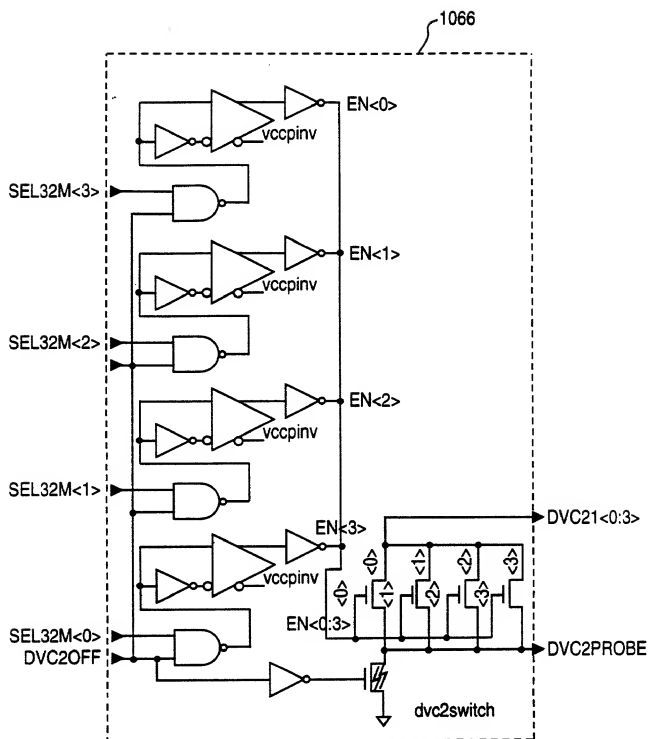 1066
EN<0>
vccpinv
SEL32M<3>
EN<1>
vccpinv
SEL32M<2>
EN<2>
vccpinv
SEL32M<1>
EN<3>
DVC21<0:3>
vccpinv
<0>
<1>
<2>
<3>
<0>
<1>
<2>
<3>
EN<0:3>
SEL32M<0>
DVC2OFF
DVC2PROBE
dvc2switch